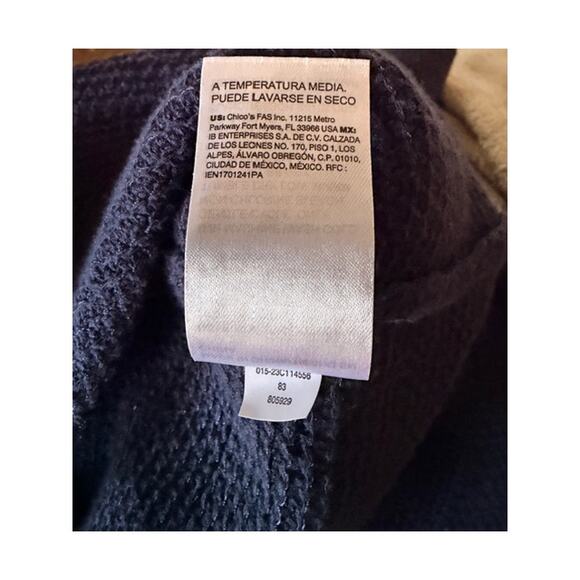 A TEMPERATURA MEDIA.
PUEDE LAVARSE EN SECO
US: Chico's FAS Inc. 11215 Metro
Parkway Fort Myers, FL 33966 USA MX:
IB ENTERPRISES S.A. DE C.V. CALZADA
DE LOS LEONES NO. 170, PISO 1, LOS
ALPES, ÁLVARO OBREGÓN, C.P. 01010,
CIUDAD DE MÉXICO, MÉXICO. RFC :
IEN1701241PA
015-23C114556
83
805929